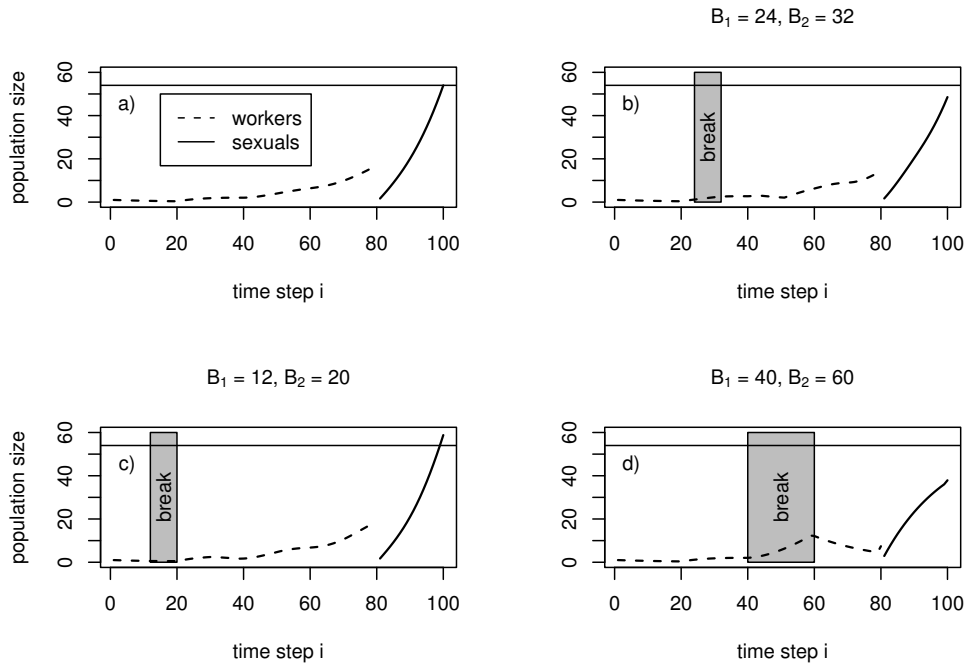 B₁ = 24, B₂ = 32
population size
0 20 40 60
a)
workers
sexuals
0 20 40 60 80 100
time step i
0 20 40 60
b)
break
0 20 40 60 80 100
time step i
B₁ = 12, B₂ = 20
B₁ = 40, B₂ = 60
population size
0 20 40 60
c)
break
0 20 40 60 80 100
time step i
0 20 40 60
d)
break
0 20 40 60 80 100
time step i